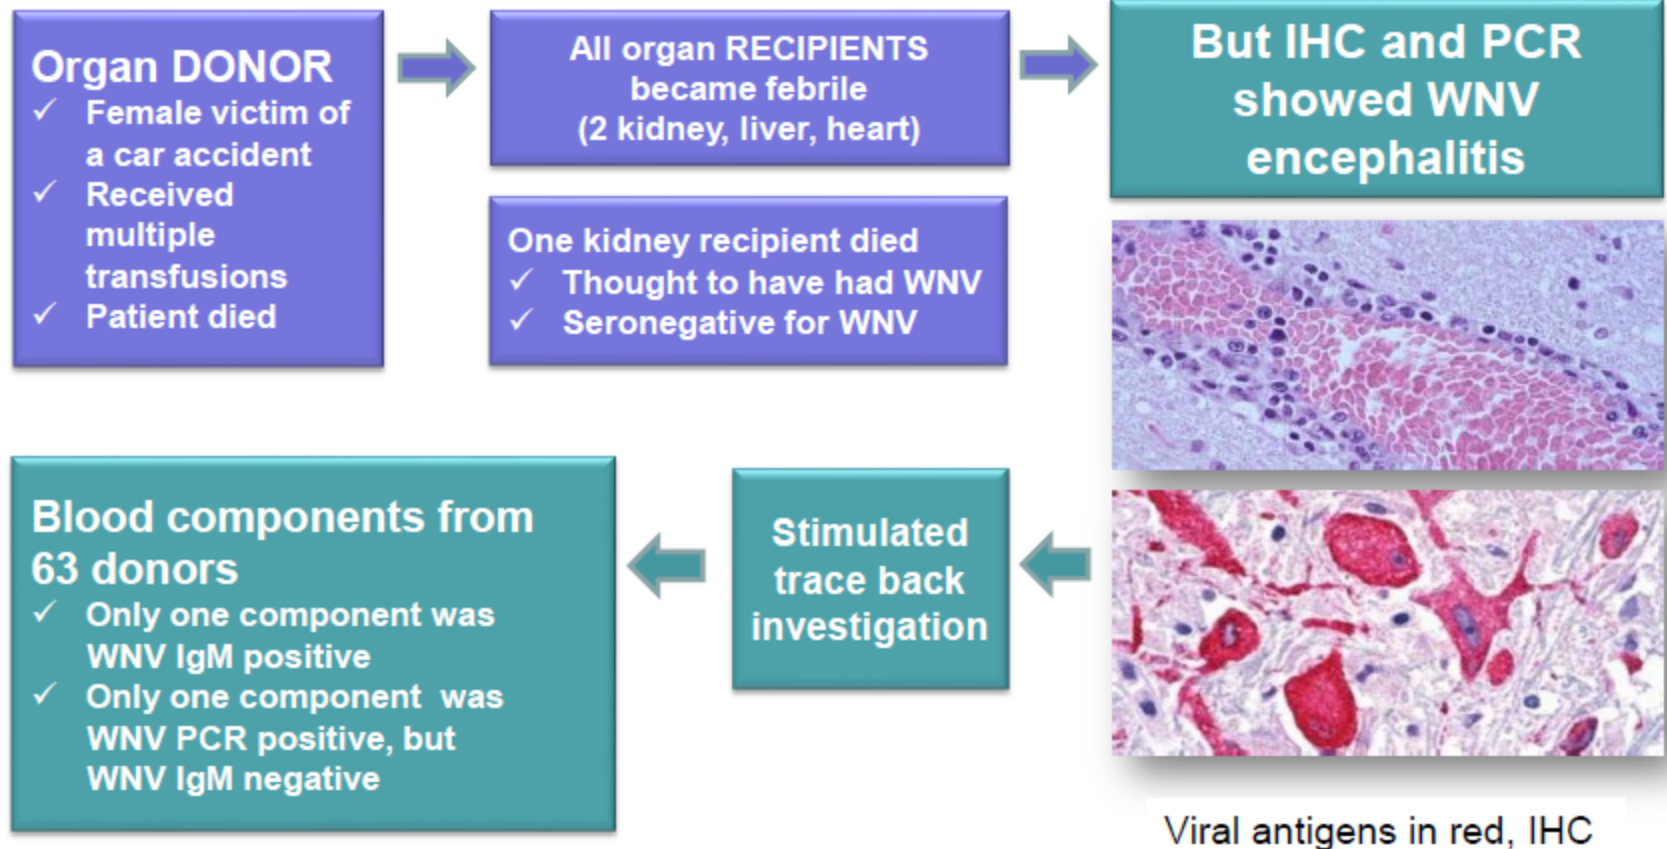 Organ DONOR
✓ Female victim of
a car accident
✓ Received
multiple
transfusions
✓ Patient died
All organ RECIPIENTS
became febrile
(2 kidney, liver, heart)
One kidney recipient died
✓ Thought to have had WNV
✓ Seronegative for WNV
But IHC and PCR
showed WNV
encephalitis
Viral antigens in red, IHC
Stimulated
trace back
investigation
Blood components from
63 donors
✓ Only one component was
WNV IgM positive
✓ Only one component was
WNV PCR positive, but
WNV IgM negative